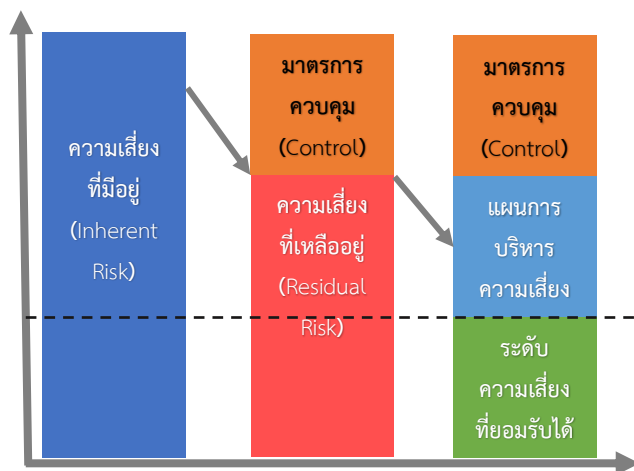 ความเสี่ยง
ที่มีอยู่
(Inherent
Risk)
มาตรการ
ควบคุม
(Control)
ความเสี่ยง
ที่เหลืออยู่
(Residual
Risk)
มาตรการ
ควบคุม
(Control)
แผนการ
บริหาร
ความเสี่ยง
ระดับ
ความเสี่ยง
ที่ยอมรับได้